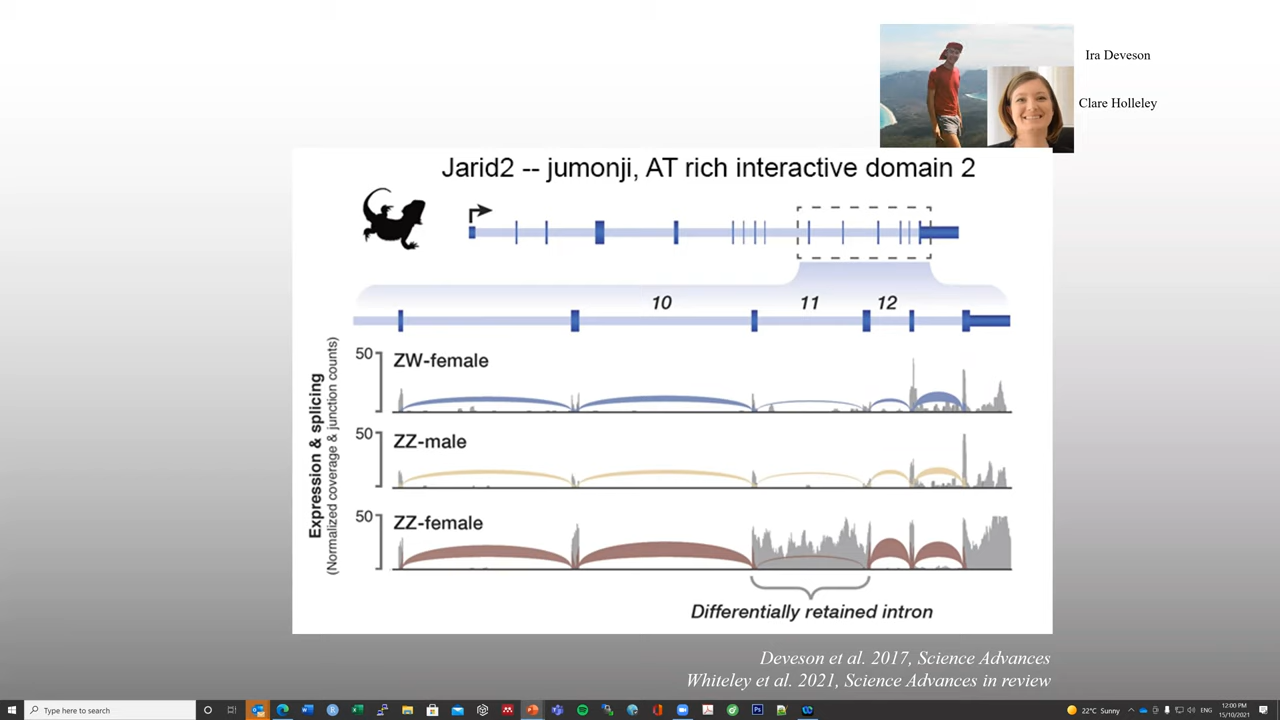 Ira Deveson
Clare Holleley
Jarid2 -- jumonji, AT rich interactive domain 2
10 11 12
Expression & splicing
(Normalized coverage & junction counts)
50
ZW-female
50
ZZ-male
50
ZZ-female
Differentially retained intron
Deveson et al. 2017, Science Advances
Whiteley et al. 2021, Science Advances in review
Type here to search
22°C Sunny
ENG
12:00 PM
15/10/2021